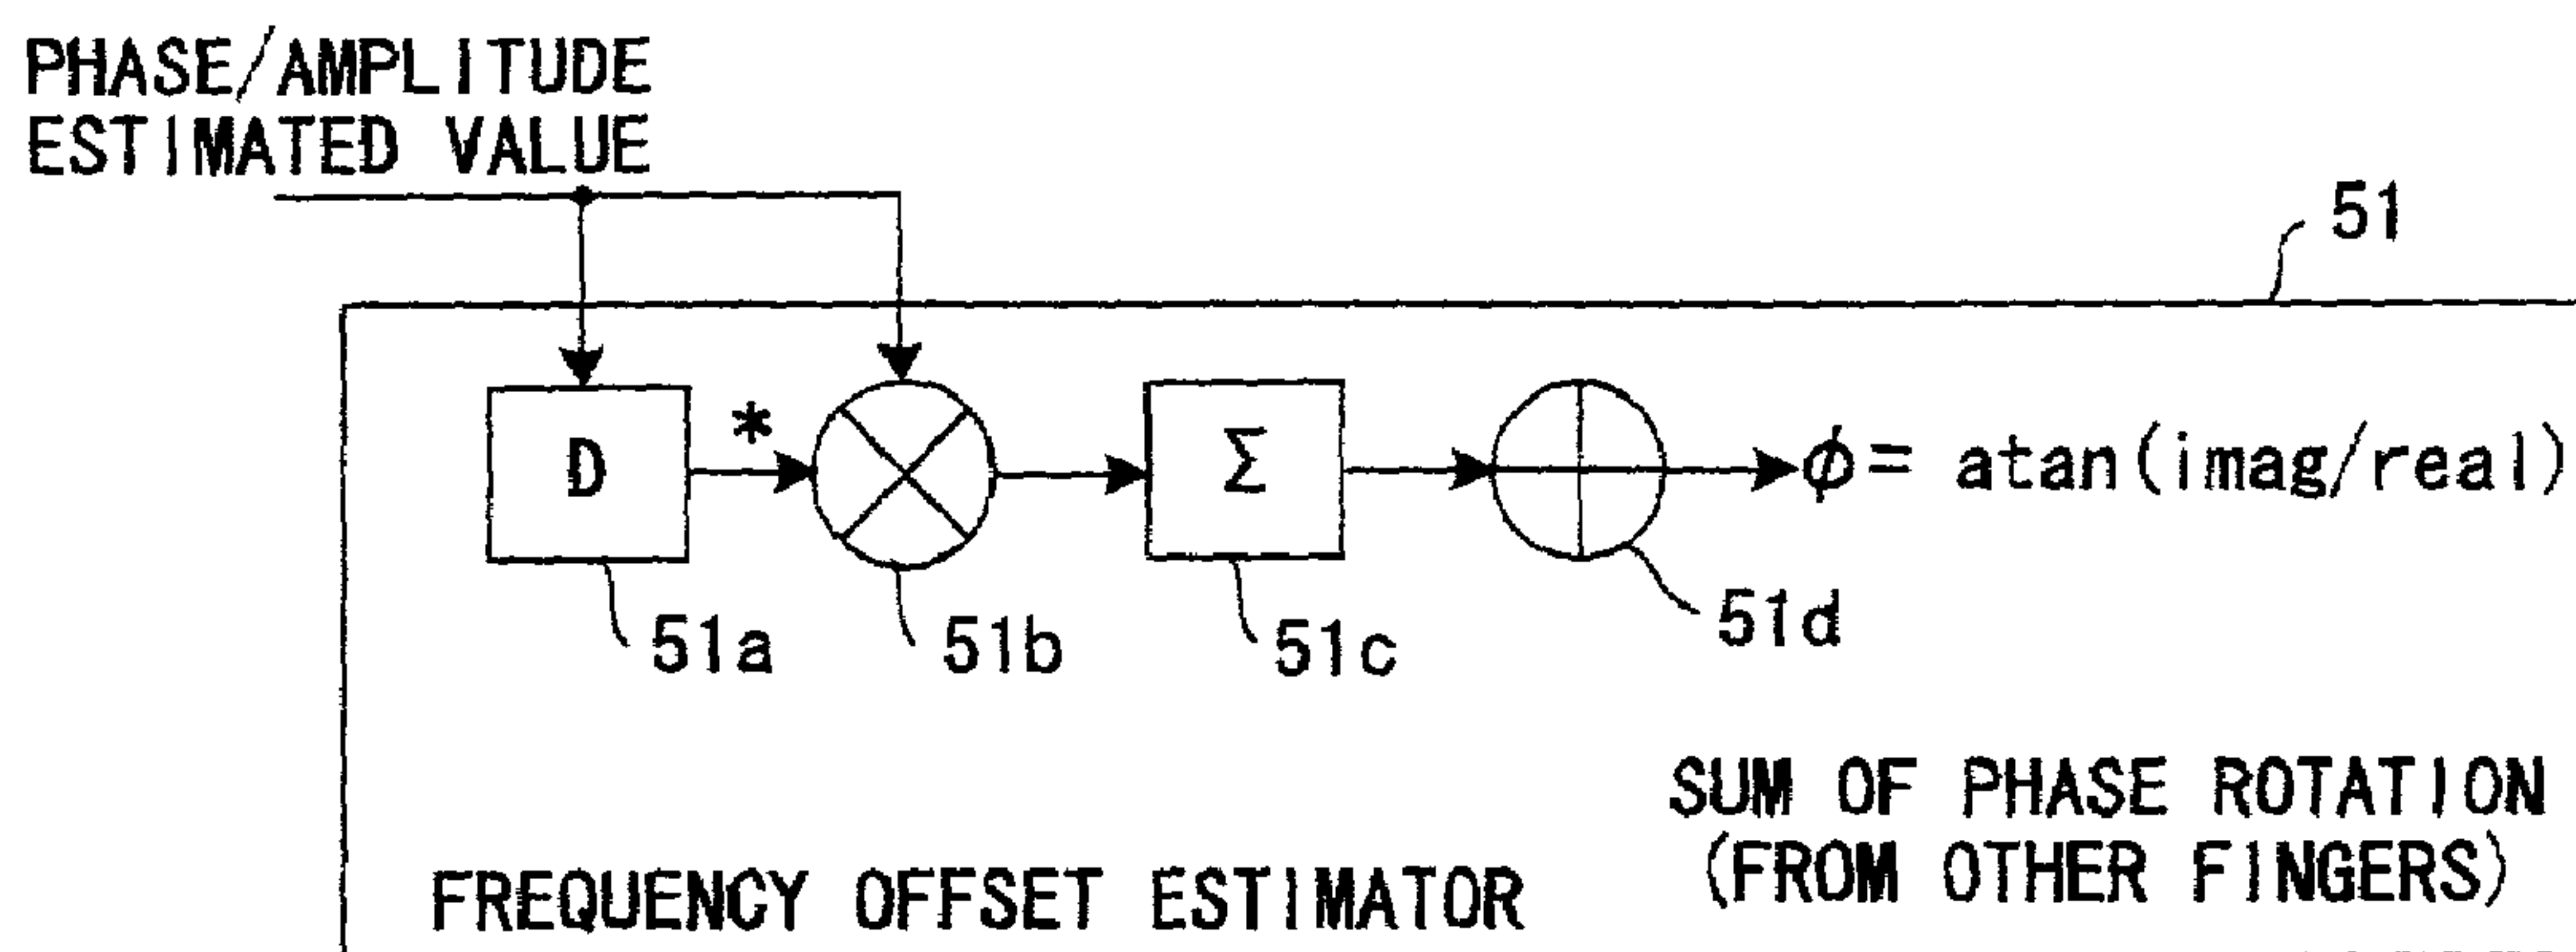 PHASE/AMPLITUDE
ESTIMATED VALUE
51
D
*
Σ
ϕ= atan(imag/real)
51a
51b
51c
51d
SUM OF PHASE ROTATION
(FROM OTHER FINGERS)
FREQUENCY OFFSET ESTIMATOR